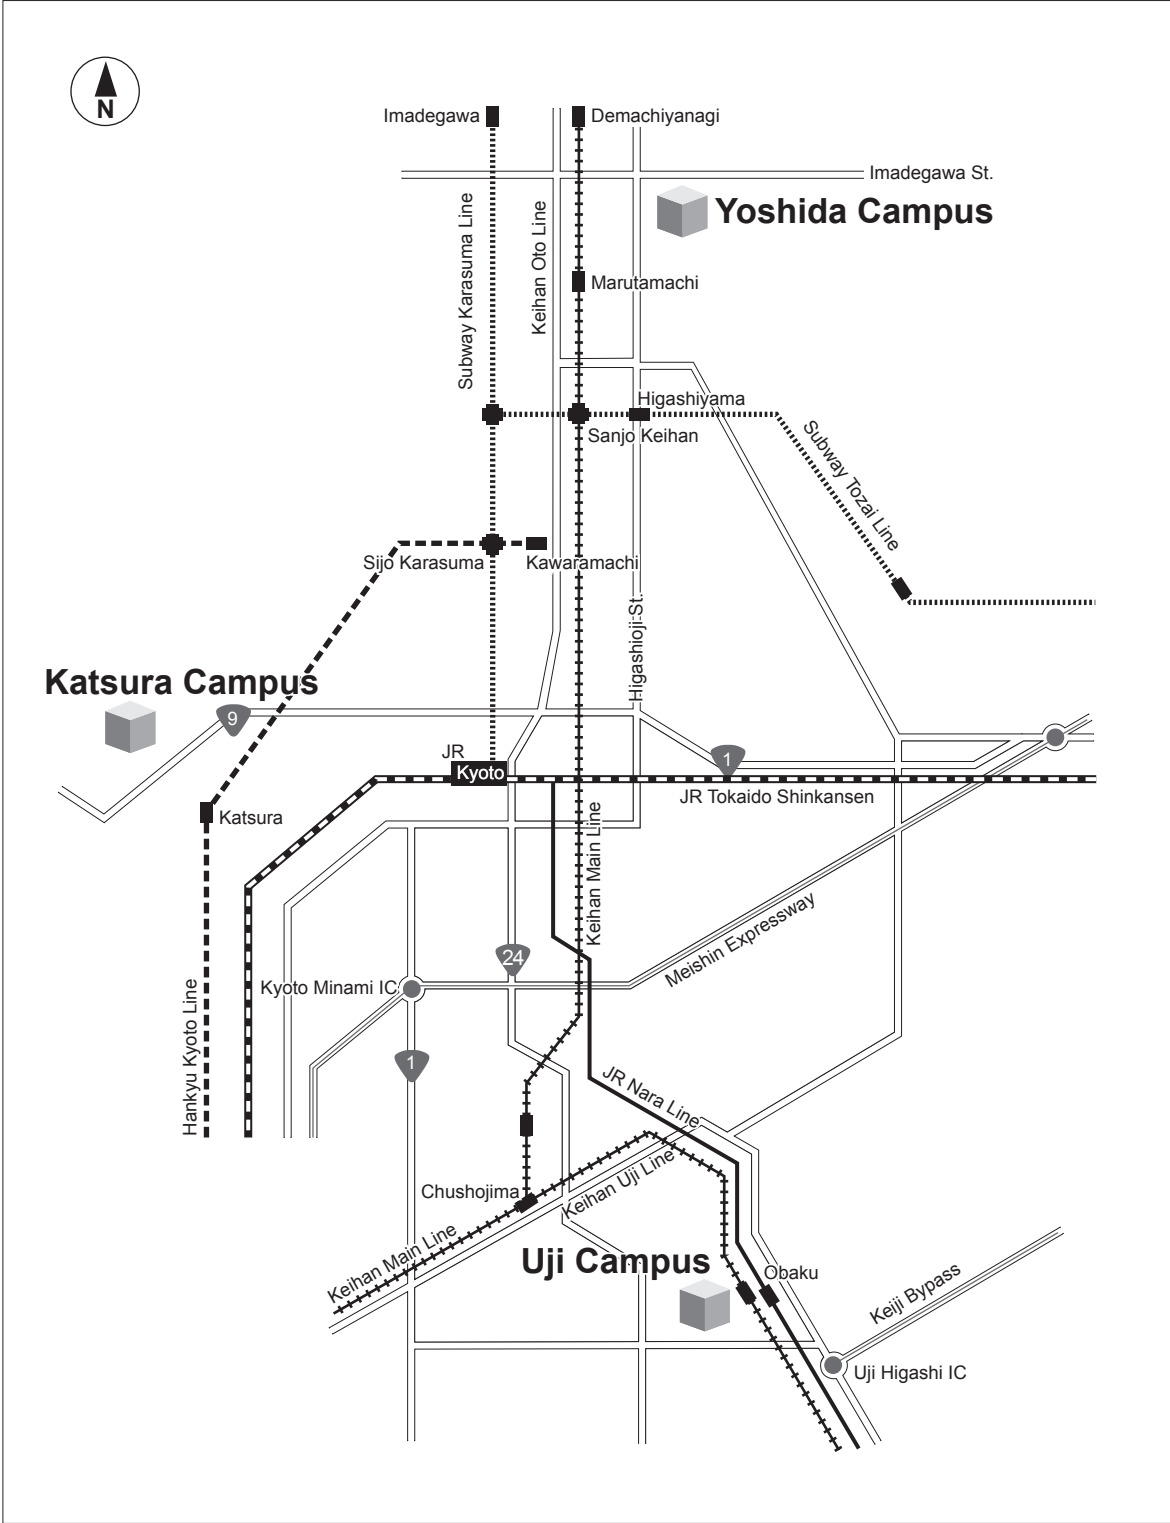 N
Imadegawa
Demachiyanagi
Imadegawa St.
Yoshida Campus
Subway Karasuma Line
Keihan Oto Line
Marutamachi
Higashiyama
Sanjo Keihan
Subway Tozai Line
Sijo Karasuma
Kawaramachi
Higashioji St.
Katsura Campus
9
JR
Kyoto
1
JR Tokaido Shinkansen
Katsura
Keihan Main Line
24
Meishin Expressway
Kyoto Minami IC
Hankyu Kyoto Line
1
JR Nara Line
Chushojima
Keihan Uji Line
Keihan Main Line
Uji Campus
Obaku
Keiji Bypass
Uji Higashi IC